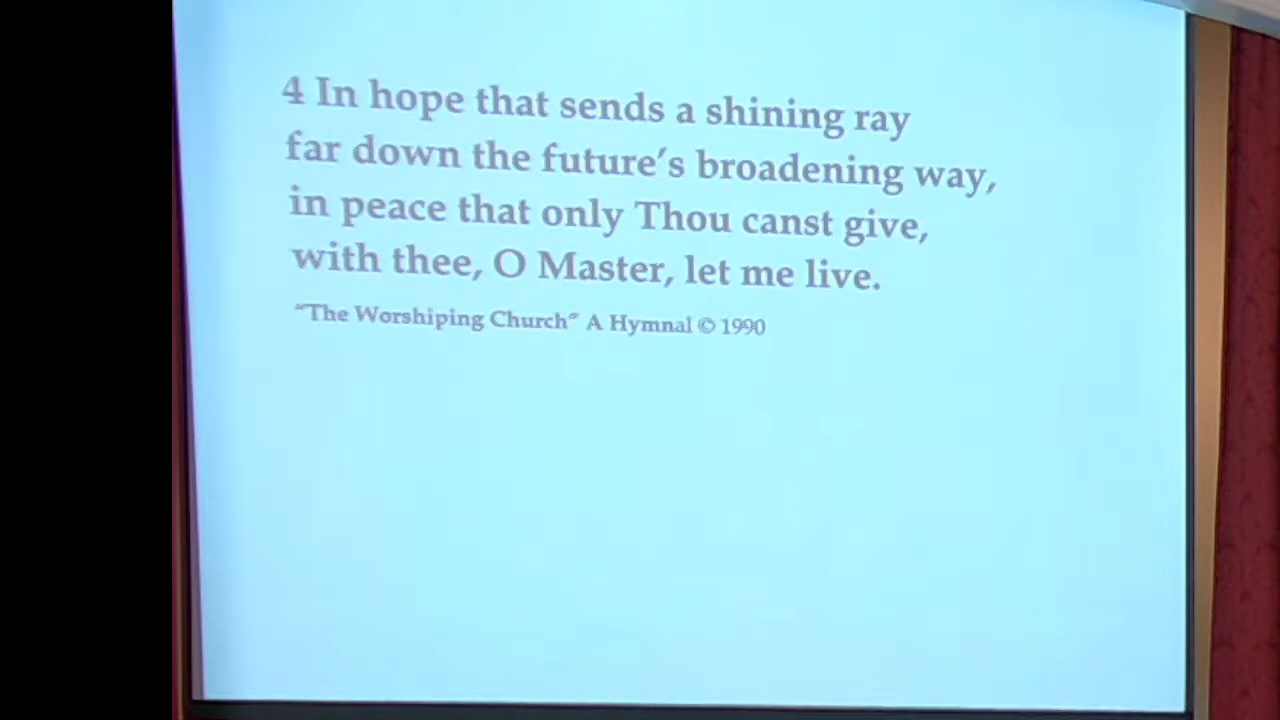 4 In hope that sends a shining ray
far down the future's broadening way,
in peace that only Thou canst give,
with thee, O Master, let me live.
"The Worshiping Church" A Hymnal © 1990